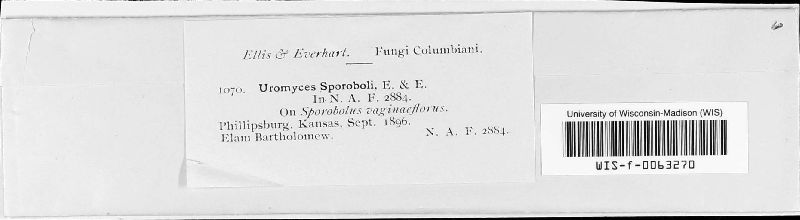 Ellis & Everhart. Fungi Columbiani.
1070. Uromyces Sporoboli, E. & E.
In N. A. F. 2884.
On Sporobolus vaginaeflorus.
Phillipsburg, Kansas, Sept. 1896.
Elam Bartholomew. N. A. F. 2884.
University of Wisconsin-Madison (WIS)
WIS-f-0063270